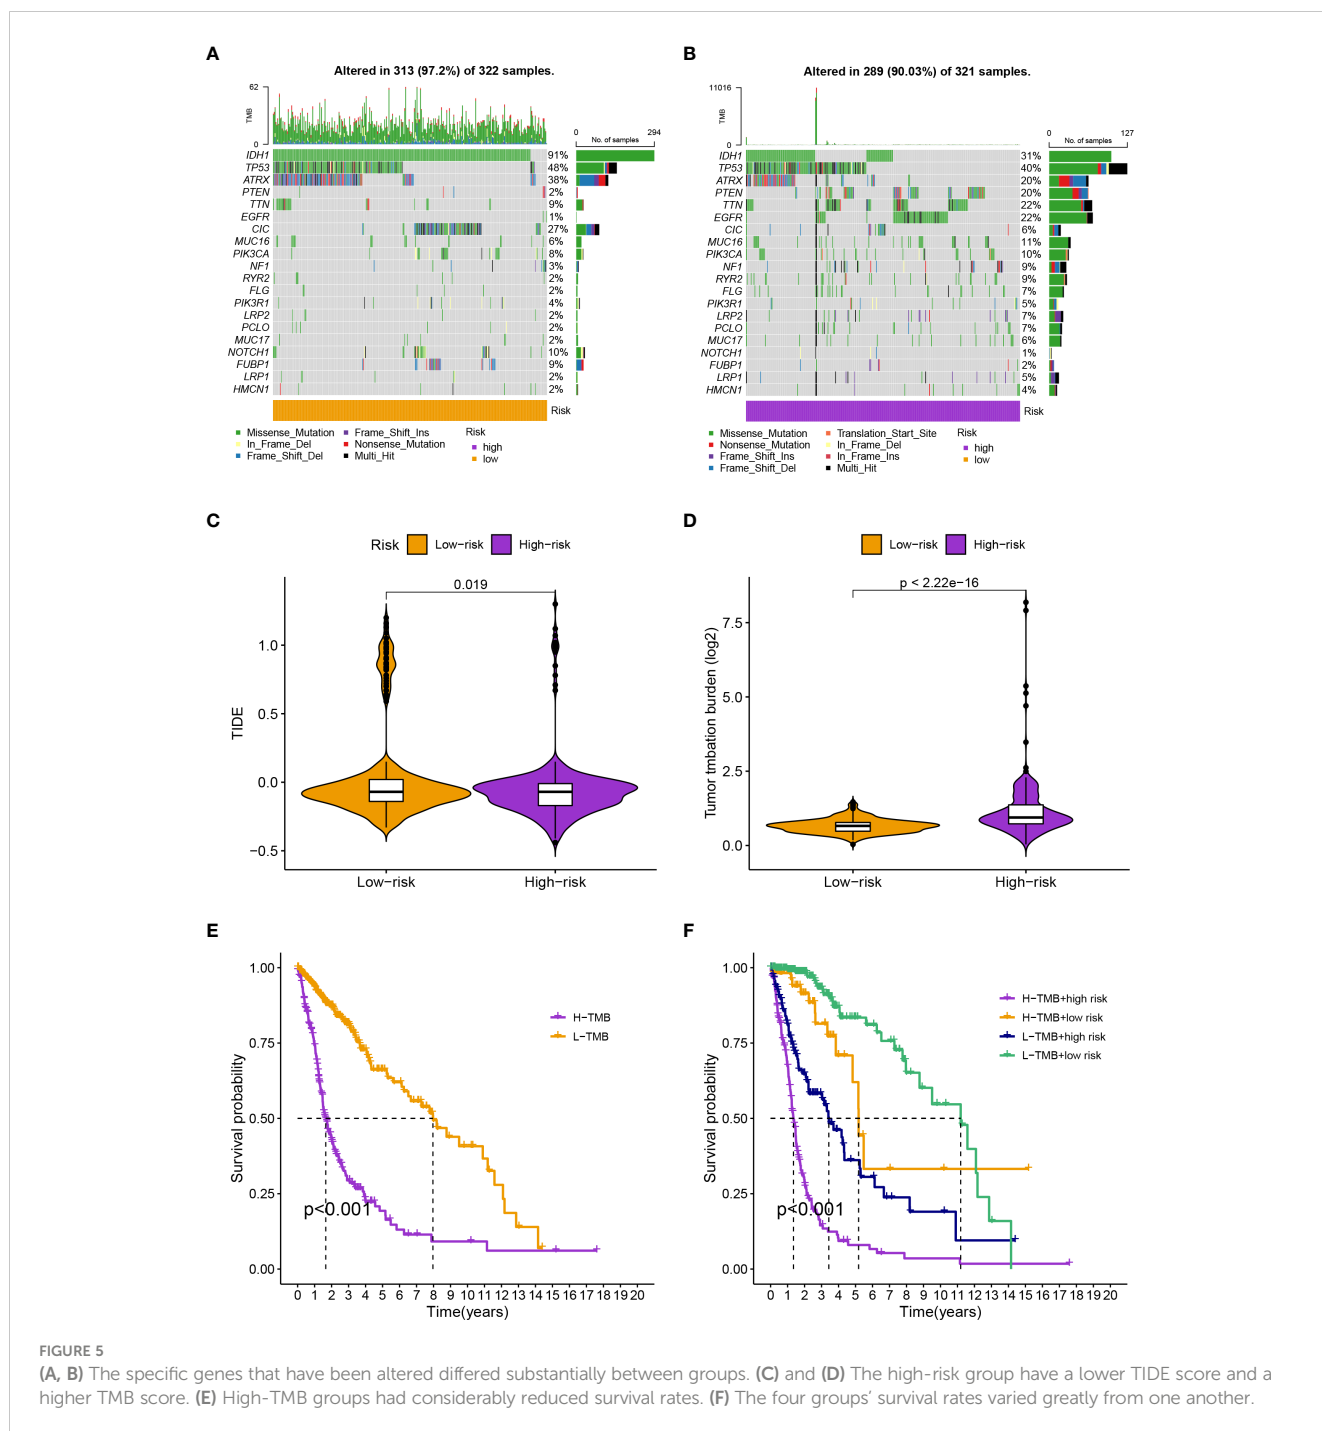 A
Altered in 313 (97.2%) of 322 samples.
62
TMB
0
0 294
No. of samples
IDH1 91%
TP53 48%
ATRX 38%
PTEN 2%
TTN 9%
EGFR 1%
CIC 27%
MUC16 6%
PIK3CA 8%
NF1 3%
RYR2 2%
FLG 2%
PIK3R1 4%
LRP2 2%
PCLO 2%
MUC17 2%
NOTCH1 10%
FUBP1 9%
LRP1 2%
HMCN1 2%
Risk
Missense_Mutation Frame_Shift_Ins Risk
In_Frame_Del Nonsense_Mutation high
Frame_Shift_Del Multi_Hit low
B
Altered in 289 (90.03%) of 321 samples.
11016
TMB
0
0 127
No. of samples
IDH1 31%
TP53 40%
ATRX 20%
PTEN 20%
TTN 22%
EGFR 22%
CIC 6%
MUC16 11%
PIK3CA 10%
NF1 9%
RYR2 9%
FLG 7%
PIK3R1 5%
LRP2 7%
PCLO 7%
MUC17 6%
NOTCH1 1%
FUBP1 2%
LRP1 5%
HMCN1 4%
Risk
Missense_Mutation Translation_Start_Site Risk
Nonsense_Mutation In_Frame_Del high
Frame_Shift_Ins In_Frame_Ins low
Frame_Shift_Del Multi_Hit
C
Risk Low−risk High−risk
0.019
TIDE
1.0
0.5
0.0
−0.5
Low−risk High−risk
D
Low−risk High−risk
p < 2.22e−16
Tumor tmbation burden (log2)
7.5
5.0
2.5
0.0
Low−risk High−risk
E
Survival probability
1.00
0.75
0.50
0.25
0.00
H−TMB
L−TMB
p<0.001
0 1 2 3 4 5 6 7 8 9 10 11 12 13 14 15 16 17 18 19 20
Time(years)
F
Survival probability
1.00
0.75
0.50
0.25
0.00
H−TMB+high risk
H−TMB+low risk
L−TMB+high risk
L−TMB+low risk
p<0.001
0 1 2 3 4 5 6 7 8 9 10 11 12 13 14 15 16 17 18 19 20
Time(years)
FIGURE 5
(A, B) The specific genes that have been altered differed substantially between groups. (C) and (D) The high-risk group have a lower TIDE score and a
higher TMB score. (E) High-TMB groups had considerably reduced survival rates. (F) The four groups’ survival rates varied greatly from one another.